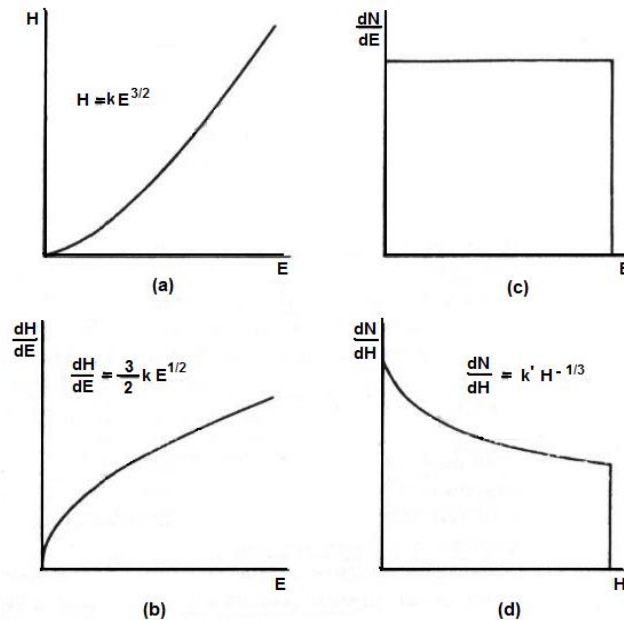 H
H = k E^3/2
E
(a)
dN
dE
E
(c)
dH
dE
dH/dE = 3/2 k E^1/2
E
(b)
dN
dH
dN/dH = k' H^-1/3
H
(d)